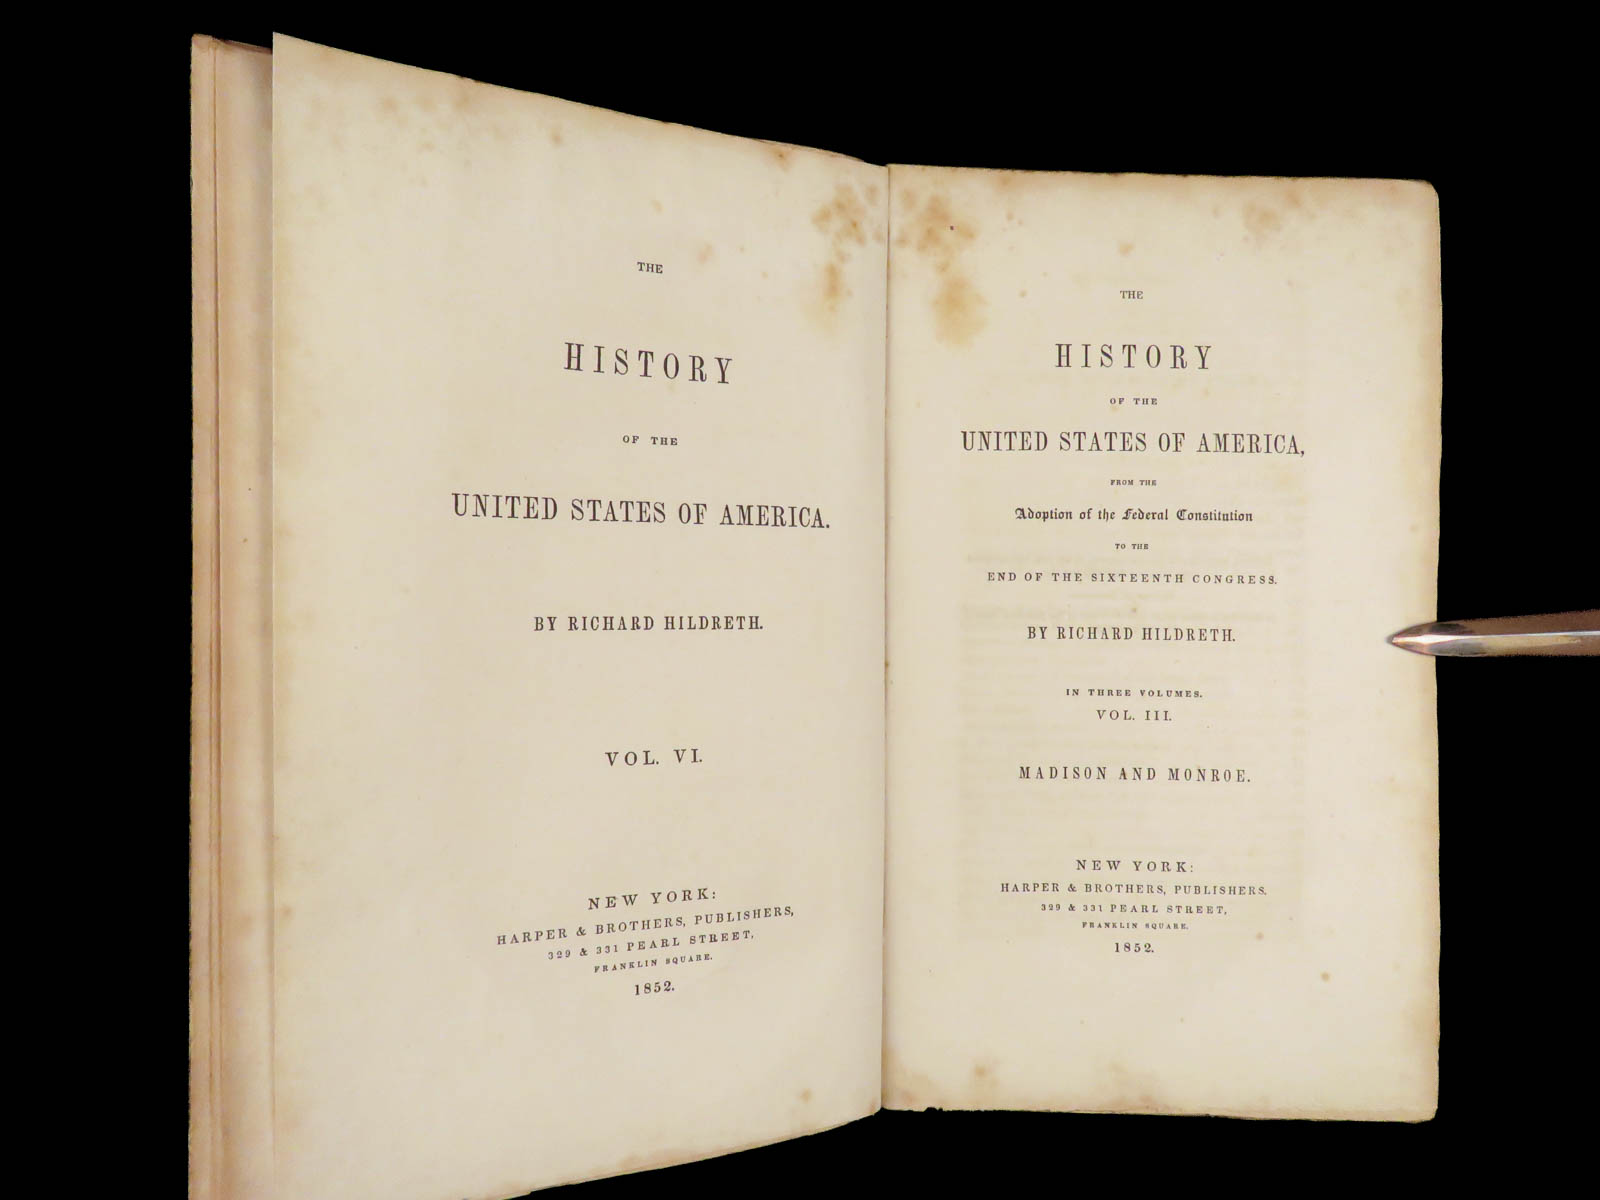 THE
HISTORY
OF THE
UNITED STATES OF AMERICA.
BY RICHARD HILDRETH.
VOL. VI.
NEW YORK:
HARPER & BROTHERS, PUBLISHERS,
329 & 331 PEARL STREET,
FRANKLIN SQUARE.
1852.
THE
HISTORY
OF THE
UNITED STATES OF AMERICA,
FROM THE
Adoption of the Federal Constitution
TO THE
END OF THE SIXTEENTH CONGRESS.
BY RICHARD HILDRETH.
IN THREE VOLUMES.
VOL. III.
MADISON AND MONROE.
NEW YORK:
HARPER & BROTHERS, PUBLISHERS.
329 & 331 PEARL STREET,
FRANKLIN SQUARE.
1852.